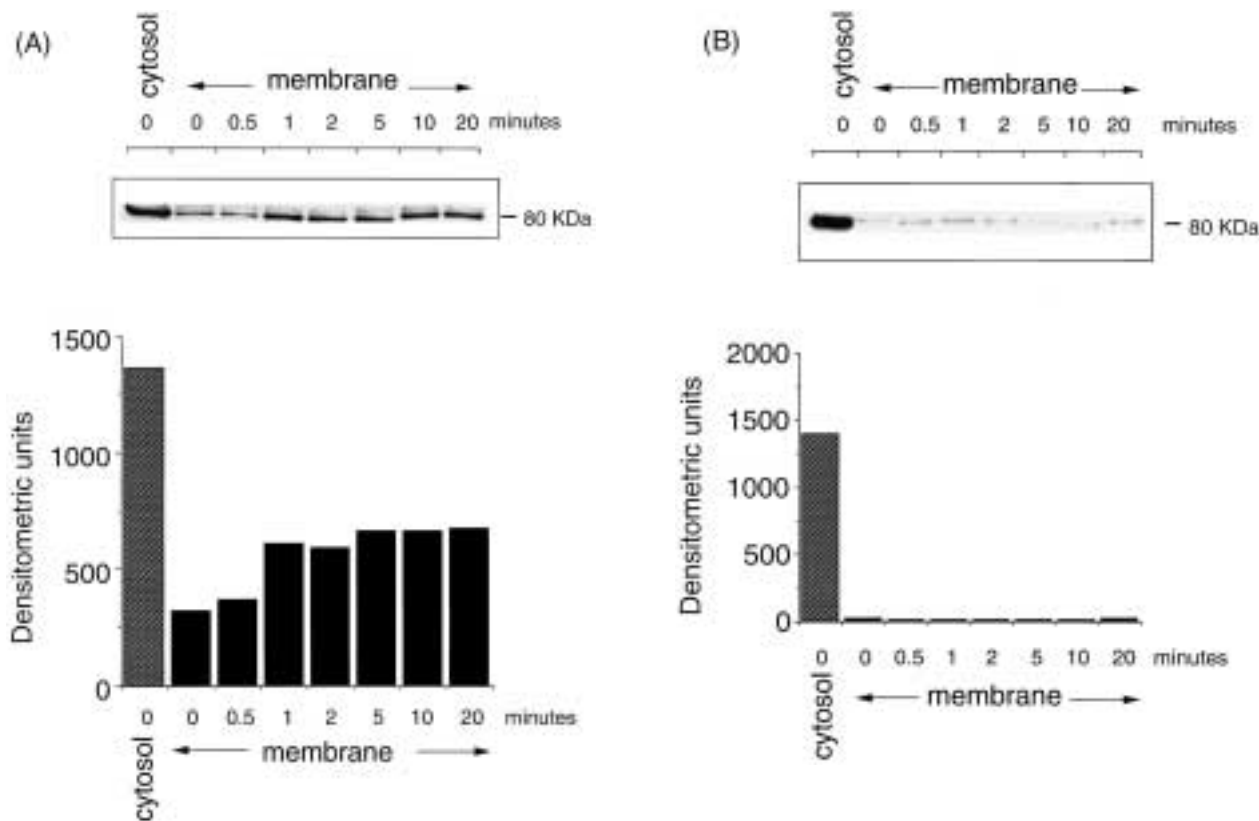 (A)
cytosol
membrane
0 0 0.5 1 2 5 10 20 minutes
80 KDa
1500
1000
500
0
Densitometric units
0 0 0.5 1 2 5 10 20 minutes
cytosol
membrane
(B)
cytosol
membrane
0 0 0.5 1 2 5 10 20 minutes
80 KDa
2000
1500
1000
500
0
Densitometric units
0 0 0.5 1 2 5 10 20 minutes
cytosol
membrane